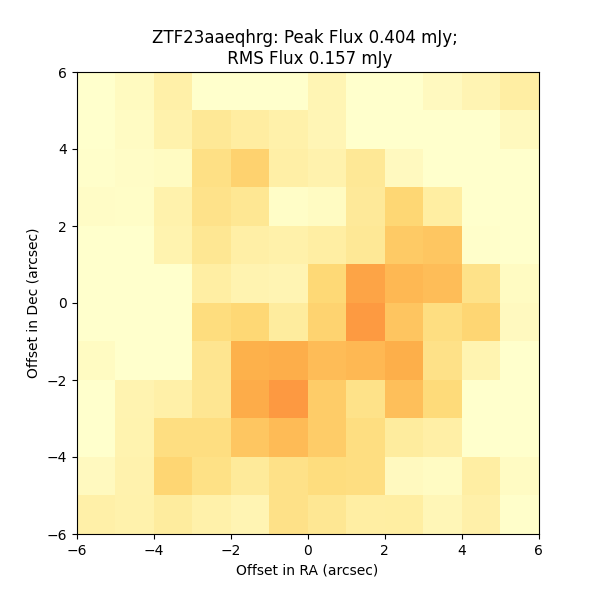 ZTF23aaeqhrg: Peak Flux 0.404 mJy;
RMS Flux 0.157 mJy
6
4
2
0
−2
−4
−6
Offset in Dec (arcsec)
−6 −4 −2 0 2 4 6
Offset in RA (arcsec)